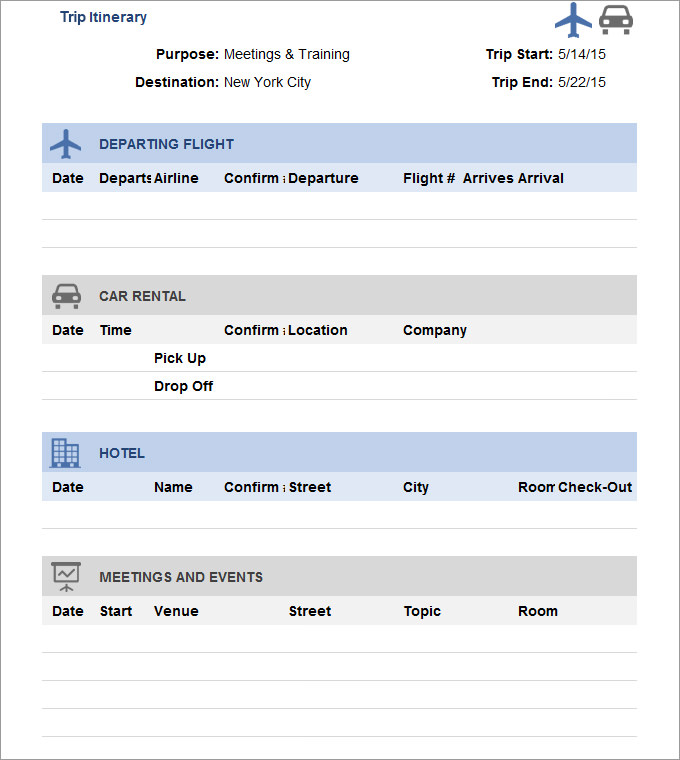 Trip Itinerary
Purpose: Meetings & Training Trip Start: 5/14/15
Destination: New York City Trip End: 5/22/15
DEPARTING FLIGHT
Date Departs Airline Confirm Departure Flight # Arrives Arrival
CAR RENTAL
Date Time Confirm Location Company
Pick Up
Drop Off
HOTEL
Date Name Confirm Street City Room Check-Out
MEETINGS AND EVENTS
Date Start Venue Street Topic Room